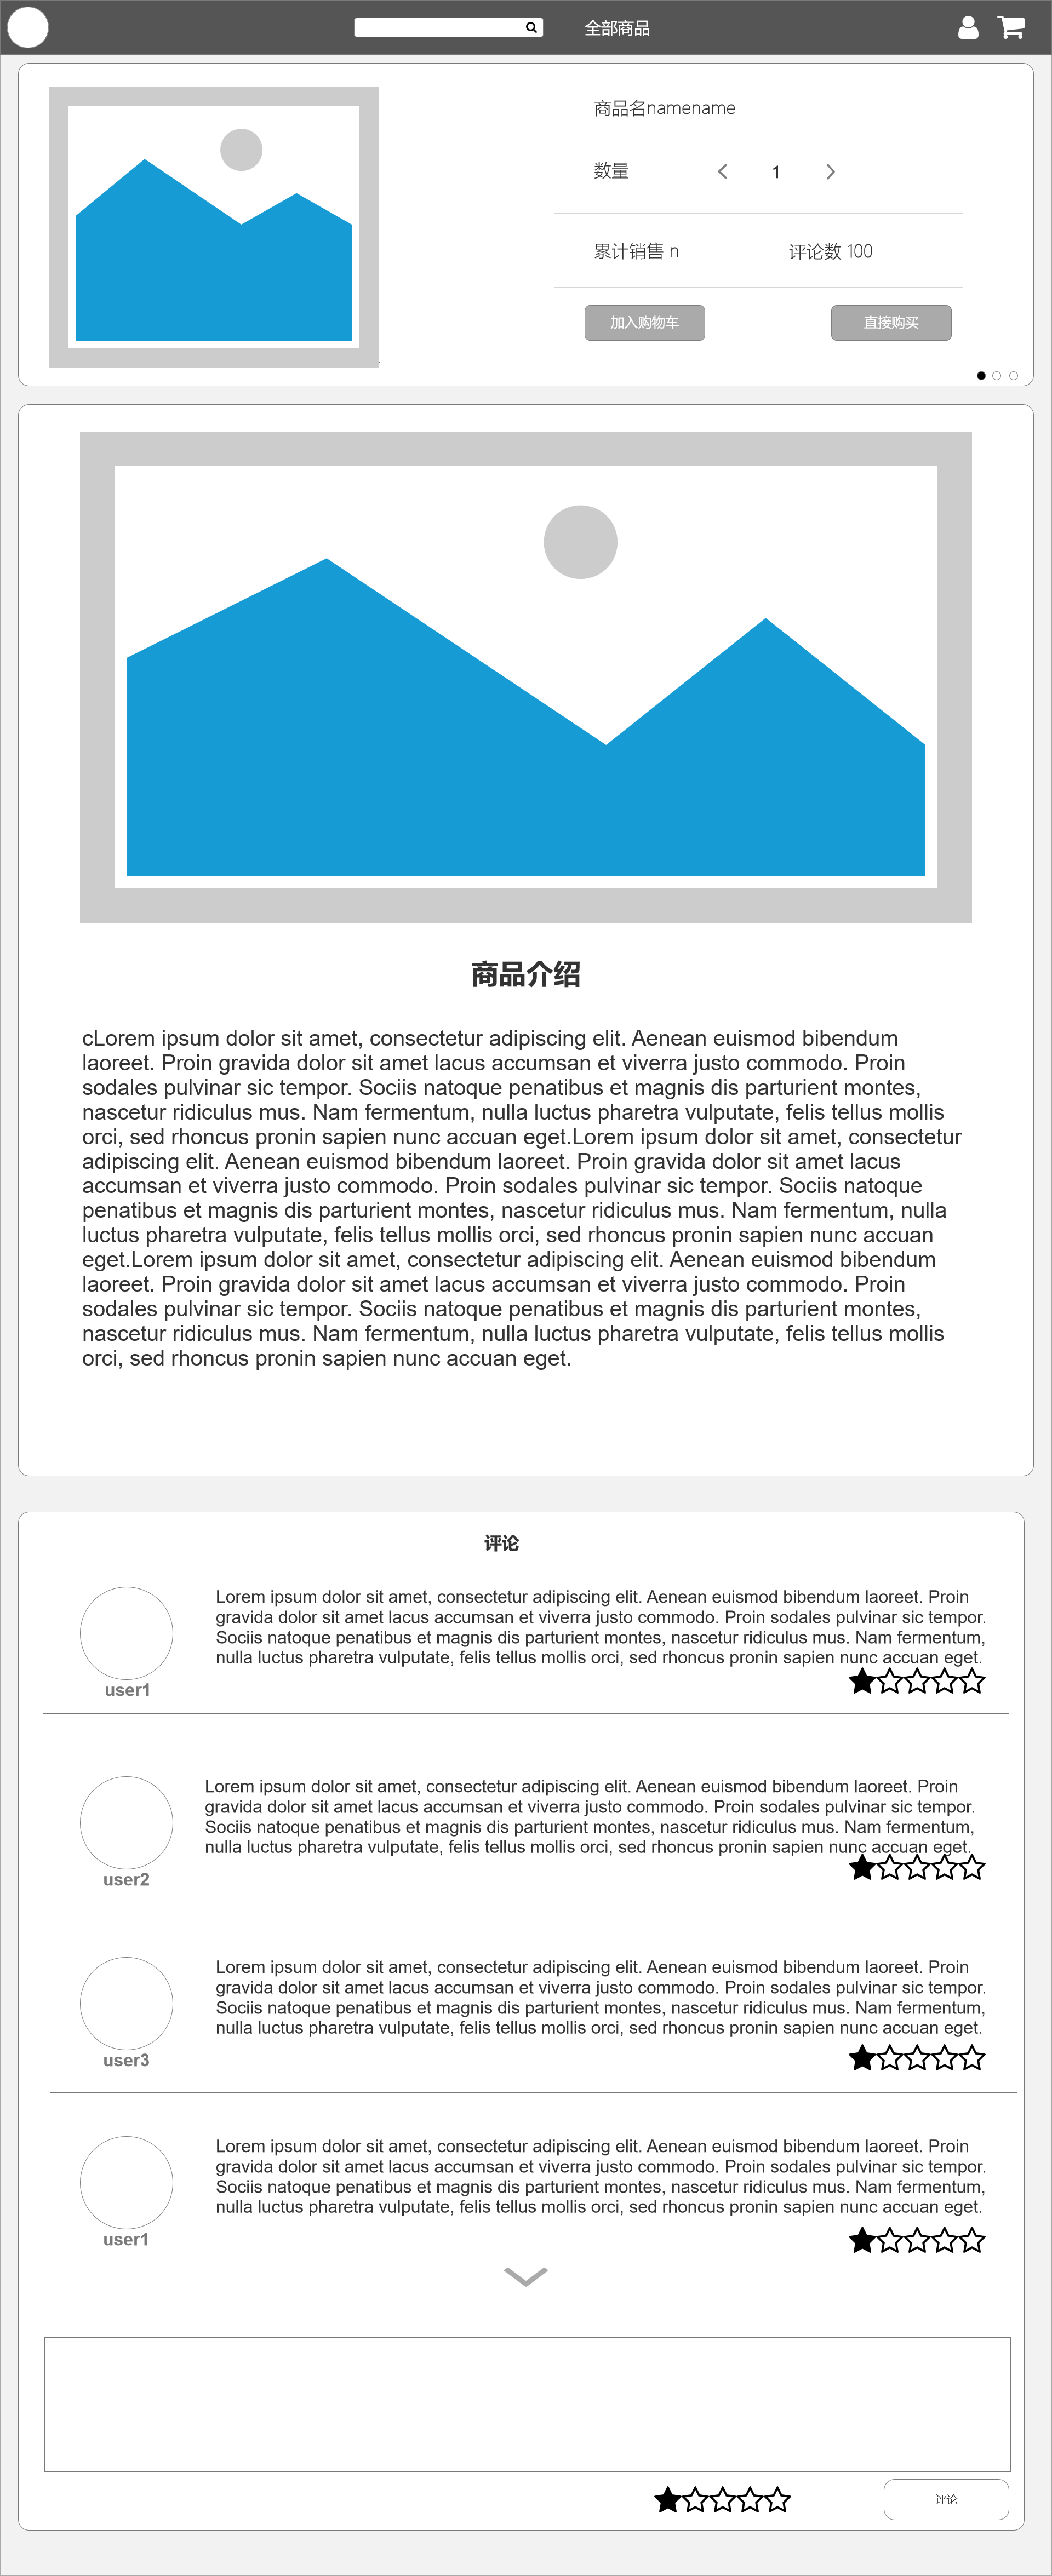 全部商品
商品名namename
数量
1
累计销售 n
评论数 100
加入购物车
直接购买
商品介绍
cLorem ipsum dolor sit amet, consectetur adipiscing elit. Aenean euismod bibendum
laoreet. Proin gravida dolor sit amet lacus accumsan et viverra justo commodo. Proin
sodales pulvinar sic tempor. Sociis natoque penatibus et magnis dis parturient montes,
nascetur ridiculus mus. Nam fermentum, nulla luctus pharetra vulputate, felis tellus mollis
orci, sed rhoncus pronin sapien nunc accuan eget.Lorem ipsum dolor sit amet, consectetur
adipiscing elit. Aenean euismod bibendum laoreet. Proin gravida dolor sit amet lacus
accumsan et viverra justo commodo. Proin sodales pulvinar sic tempor. Sociis natoque
penatibus et magnis dis parturient montes, nascetur ridiculus mus. Nam fermentum, nulla
luctus pharetra vulputate, felis tellus mollis orci, sed rhoncus pronin sapien nunc accuan
eget.Lorem ipsum dolor sit amet, consectetur adipiscing elit. Aenean euismod bibendum
laoreet. Proin gravida dolor sit amet lacus accumsan et viverra justo commodo. Proin
sodales pulvinar sic tempor. Sociis natoque penatibus et magnis dis parturient montes,
nascetur ridiculus mus. Nam fermentum, nulla luctus pharetra vulputate, felis tellus mollis
orci, sed rhoncus pronin sapien nunc accuan eget.
评论
Lorem ipsum dolor sit amet, consectetur adipiscing elit. Aenean euismod bibendum laoreet. Proin
gravida dolor sit amet lacus accumsan et viverra justo commodo. Proin sodales pulvinar sic tempor.
Sociis natoque penatibus et magnis dis parturient montes, nascetur ridiculus mus. Nam fermentum,
nulla luctus pharetra vulputate, felis tellus mollis orci, sed rhoncus pronin sapien nunc accuan eget.
user1
Lorem ipsum dolor sit amet, consectetur adipiscing elit. Aenean euismod bibendum laoreet. Proin
gravida dolor sit amet lacus accumsan et viverra justo commodo. Proin sodales pulvinar sic tempor.
Sociis natoque penatibus et magnis dis parturient montes, nascetur ridiculus mus. Nam fermentum,
nulla luctus pharetra vulputate, felis tellus mollis orci, sed rhoncus pronin sapien nunc accuan eget.
user2
Lorem ipsum dolor sit amet, consectetur adipiscing elit. Aenean euismod bibendum laoreet. Proin
gravida dolor sit amet lacus accumsan et viverra justo commodo. Proin sodales pulvinar sic tempor.
Sociis natoque penatibus et magnis dis parturient montes, nascetur ridiculus mus. Nam fermentum,
nulla luctus pharetra vulputate, felis tellus mollis orci, sed rhoncus pronin sapien nunc accuan eget.
user3
Lorem ipsum dolor sit amet, consectetur adipiscing elit. Aenean euismod bibendum laoreet. Proin
gravida dolor sit amet lacus accumsan et viverra justo commodo. Proin sodales pulvinar sic tempor.
Sociis natoque penatibus et magnis dis parturient montes, nascetur ridiculus mus. Nam fermentum,
nulla luctus pharetra vulputate, felis tellus mollis orci, sed rhoncus pronin sapien nunc accuan eget.
user1
评论